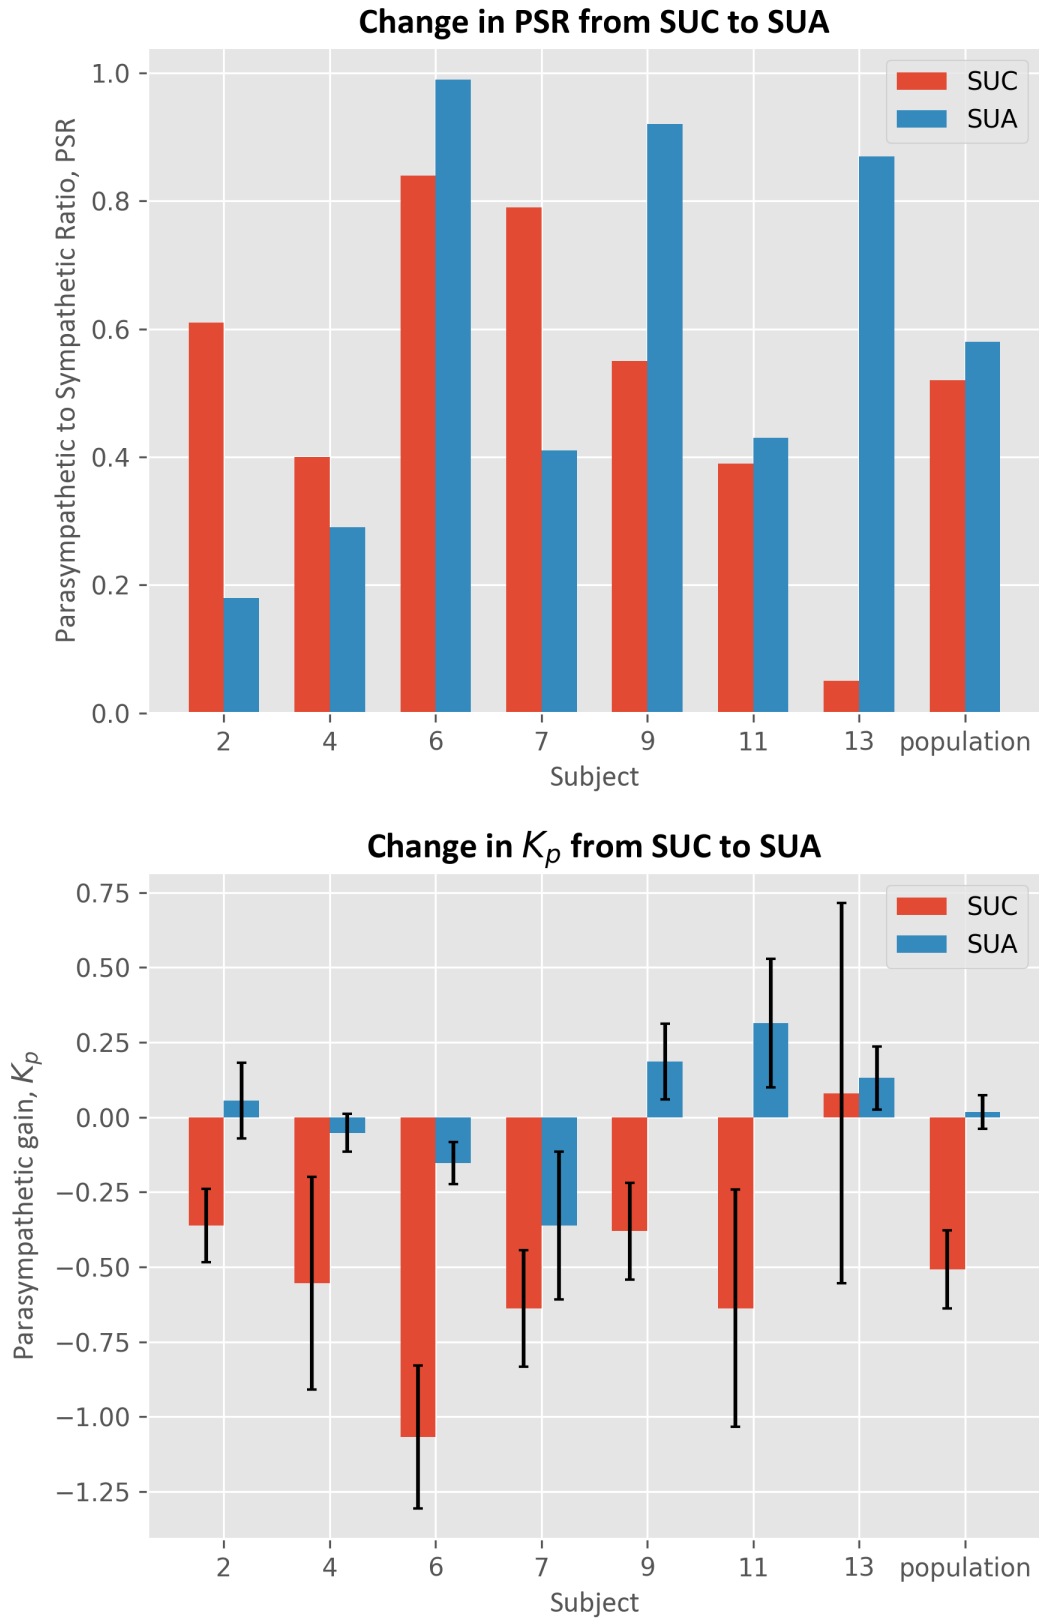 Change in PSR from SUC to SUA
Parasympathetic to Sympathetic Ratio, PSR
1.0
0.8
0.6
0.4
0.2
0.0
SUC
SUA
2 4 6 7 9 11 13 population
Subject
Change in Kp from SUC to SUA
Parasympathetic gain, Kp
0.75
0.50
0.25
0.00
−0.25
−0.50
−0.75
−1.00
−1.25
SUC
SUA
2 4 6 7 9 11 13 population
Subject